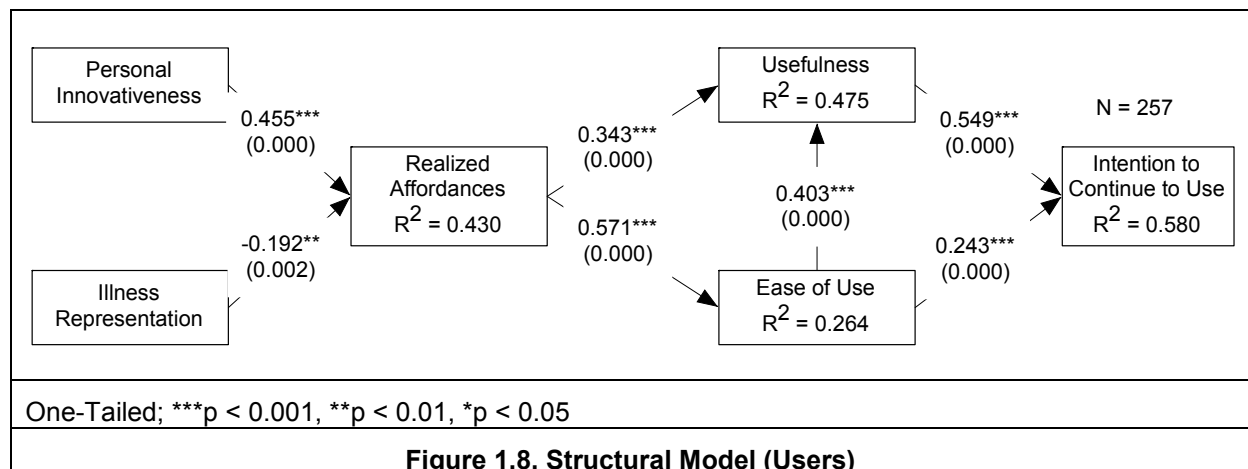 Personal
Innovativeness
0.455***
(0.000)
Illness
Representation
-0.192**
(0.002)
Realized
Affordances
R² = 0.430
0.343***
(0.000)
0.571***
(0.000)
Usefulness
R² = 0.475
0.403***
(0.000)
Ease of Use
R² = 0.264
0.549***
(0.000)
0.243***
(0.000)
N = 257
Intention to
Continue to Use
R² = 0.580
One-Tailed; ***p < 0.001, **p < 0.01, *p < 0.05
Figure 1.8. Structural Model (Users)